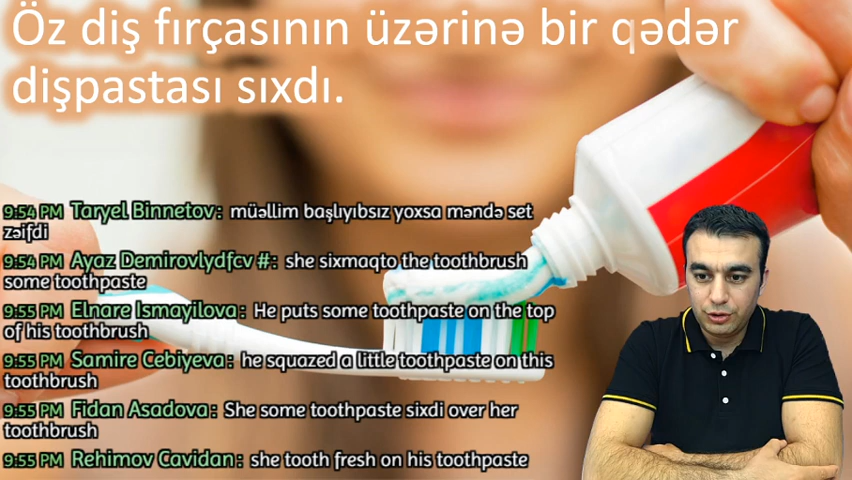 Öz diş fırçasının üzərinə bir qədər
dişpastası sıxdı.
9:54 PM Taryel Binnetov: müəllim başlıyıbsız yoxsa məndə set
zəifdi
9:54 PM Ayaz Demirovlydfcv #: she sixmaqto the toothbrush
some toothpaste
9:55 PM Elnare Ismayilova: He puts some toothpaste on the top
of his toothbrush
9:55 PM Samire Cebiyeva: he squazed a little toothpaste on this
toothbrush
9:55 PM Fidan Asadova: She some toothpaste sixdi over her
toothbrush
9:55 PM Rehimov Cavidan: she tooth fresh on his toothpaste